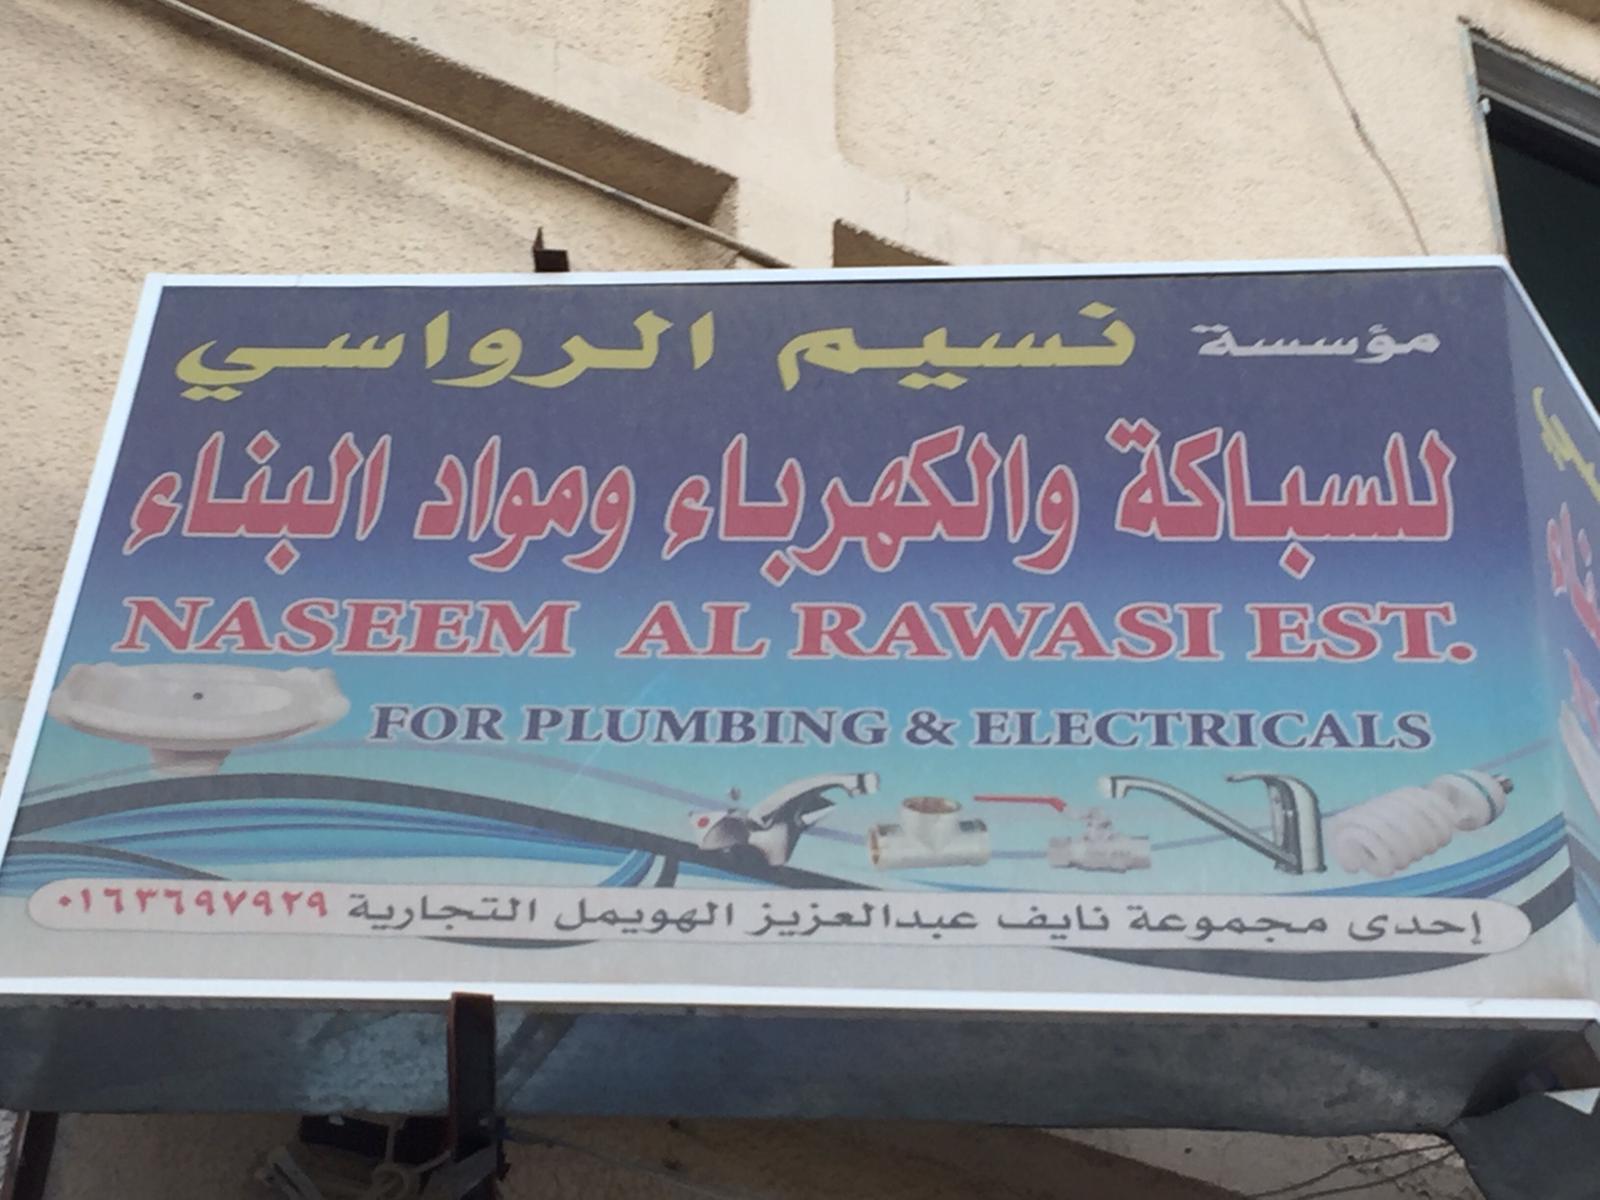 مؤسسة نسيم الرواسي
للسباكة والكهرباء ومواد البناء
NASEEM AL RAWASI EST.
FOR PLUMBING & ELECTRICALS
إحدى مجموعة نايف عبدالعزيز الهويمل التجارية ٠١٦٣٦٩٧٩٢٩